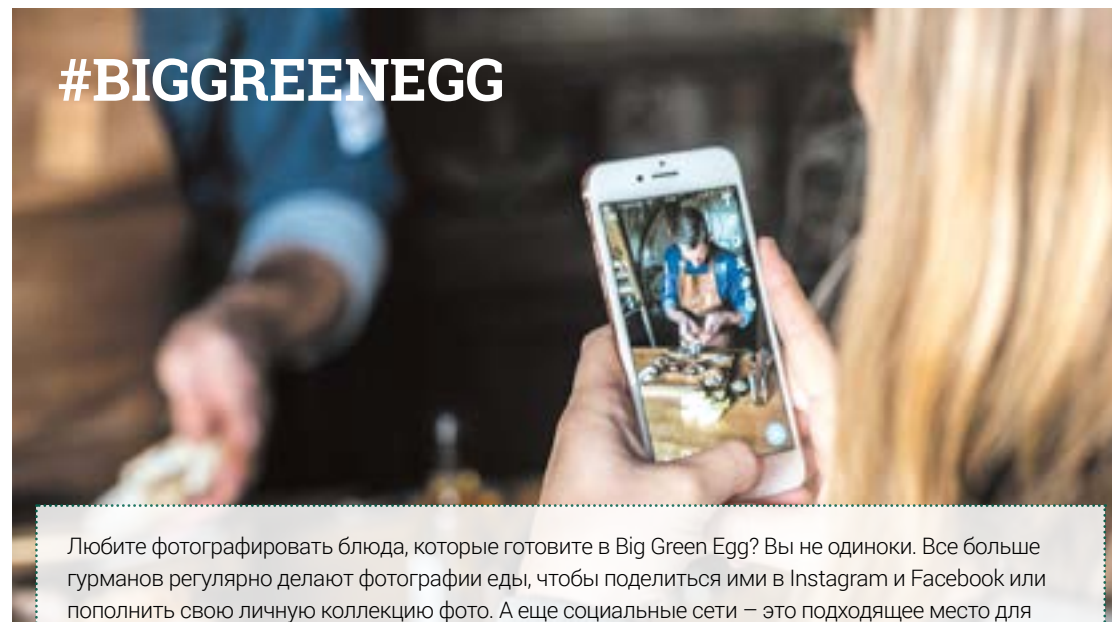 #BIGGREENEGG
Любите фотографировать блюда, которые готовите в Big Green Egg? Вы не одиноки. Все больше
гурманов регулярно делают фотографии еды, чтобы поделиться ими в Instagram и Facebook или
пополнить свою личную коллекцию фото. А еще социальные сети – это подходящее место для